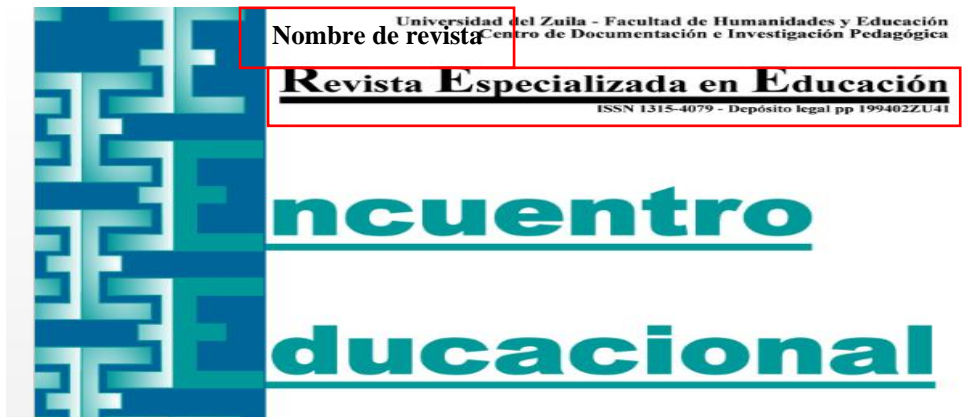 Universidad del Zuila - Facultad de Humanidades y Educación
Nombre de revista
Centro de Documentación e Investigación Pedagógica
Revista Especializada en Educación
ISSN 1315-4079 - Depósito legal pp 199402ZU41
Encuentro
Educacional